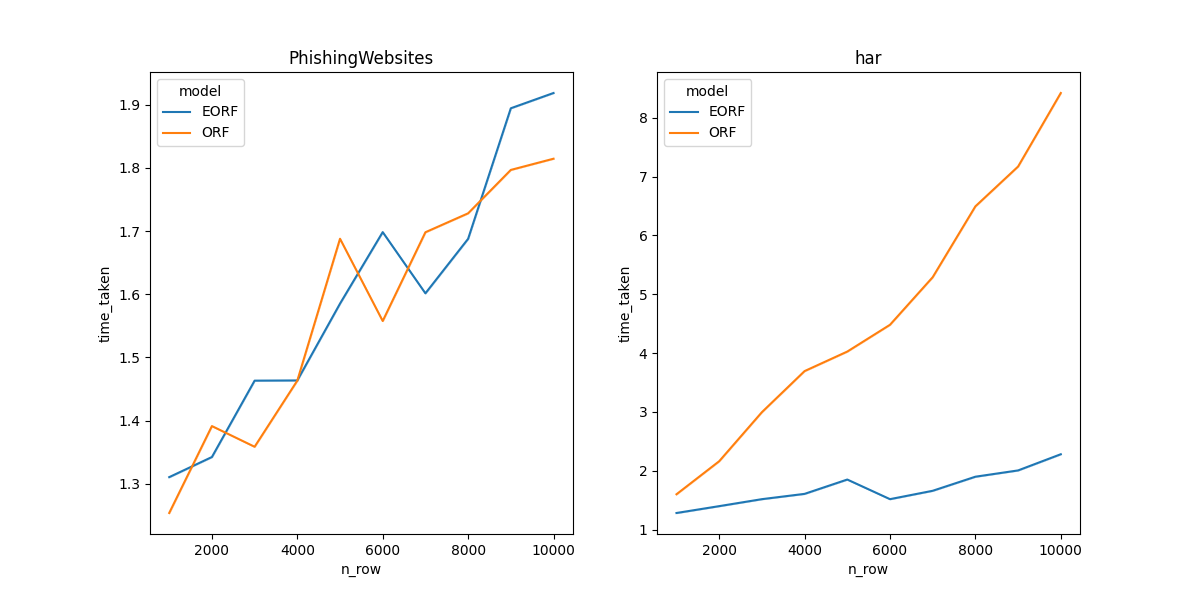 PhishingWebsites
model
EORF
ORF
1.9
1.8
1.7
1.6
1.5
1.4
1.3
time_taken
2000
4000
6000
8000
10000
n_row
har
model
EORF
ORF
8
7
6
5
4
3
2
1
time_taken
2000
4000
6000
8000
10000
n_row